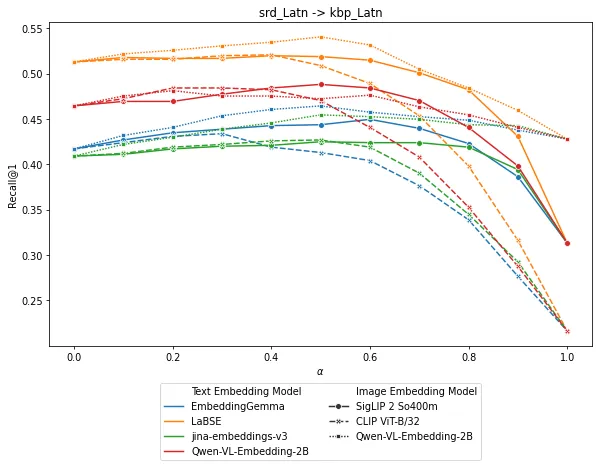 srd_Latn -> kbp_Latn
Recall@1
0.55
0.50
0.45
0.40
0.35
0.30
0.25
0.0 0.2 0.4 0.6 0.8 1.0
α
Text Embedding Model Image Embedding Model
EmbeddingGemma SigLIP 2 So400m
LaBSE CLIP ViT-B/32
jina-embeddings-v3 Qwen-VL-Embedding-2B
Qwen-VL-Embedding-2B